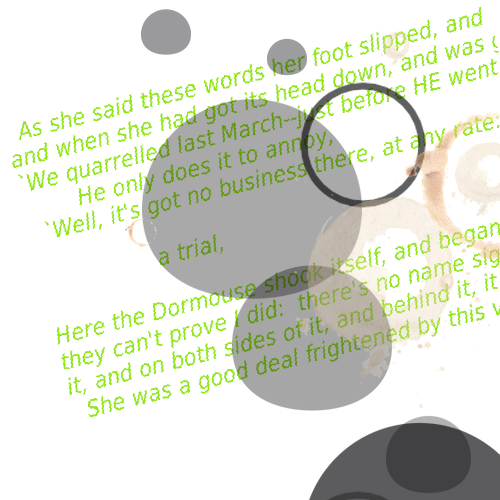 As she said these words her foot slipped, and
and when she had got its head down, and was
`We quarrelled last March--just before HE went
He only does it to annoy,
`Well, it's got no business there, at any rate:
a trial,
Here the Dormouse shook itself, and began
they can't prove I did: there's no name
it, and on both sides of it, and behind it, it
She was a good deal frightened by this